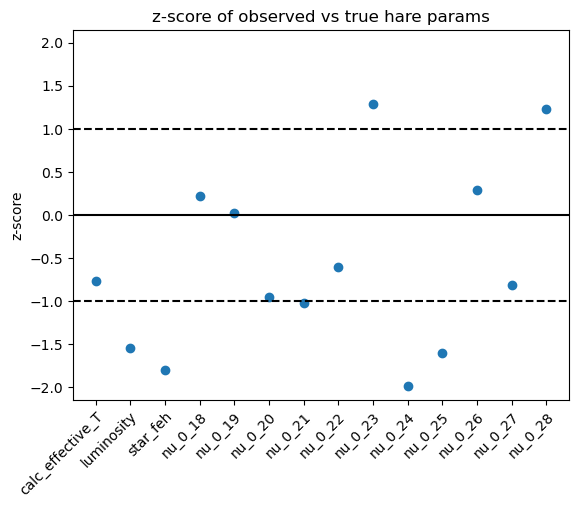 z-score of observed vs true hare params
z-score
2.0
1.5
1.0
0.5
0.0
−0.5
−1.0
−1.5
−2.0
calc_effective_T
luminosity
star_feh
nu_0_18
nu_0_19
nu_0_20
nu_0_21
nu_0_22
nu_0_23
nu_0_24
nu_0_25
nu_0_26
nu_0_27
nu_0_28